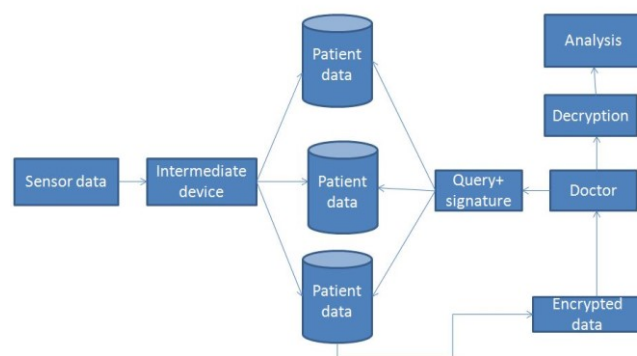 Patient
data
Analysis
Decryption
Sensor data
Intermediate
device
Patient
data
Query+
signature
Doctor
Patient
data
Encrypted
data